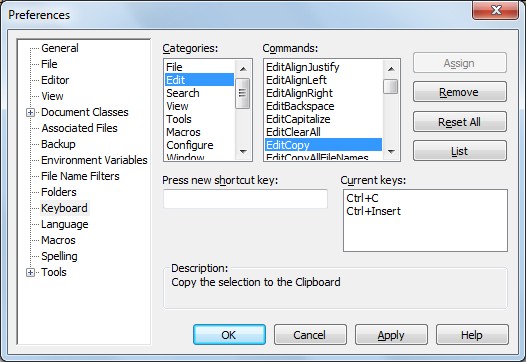 Preferences
General
File
Editor
View
Document Classes
Associated Files
Backup
Environment Variables
File Name Filters
Folders
Keyboard
Language
Macros
Spelling
Tools
Categories:
File
Edit
Search
View
Tools
Macros
Configure
Window
Commands:
EditAlignJustify
EditAlignLeft
EditAlignRight
EditBackspace
EditCapitalize
EditClearAll
EditCopy
EditCopyAllFileNames
Assign
Remove
Reset All
List
Press new shortcut key:
Current keys:
Ctrl+C
Ctrl+Insert
Description:
Copy the selection to the Clipboard
OK
Cancel
Apply
Help